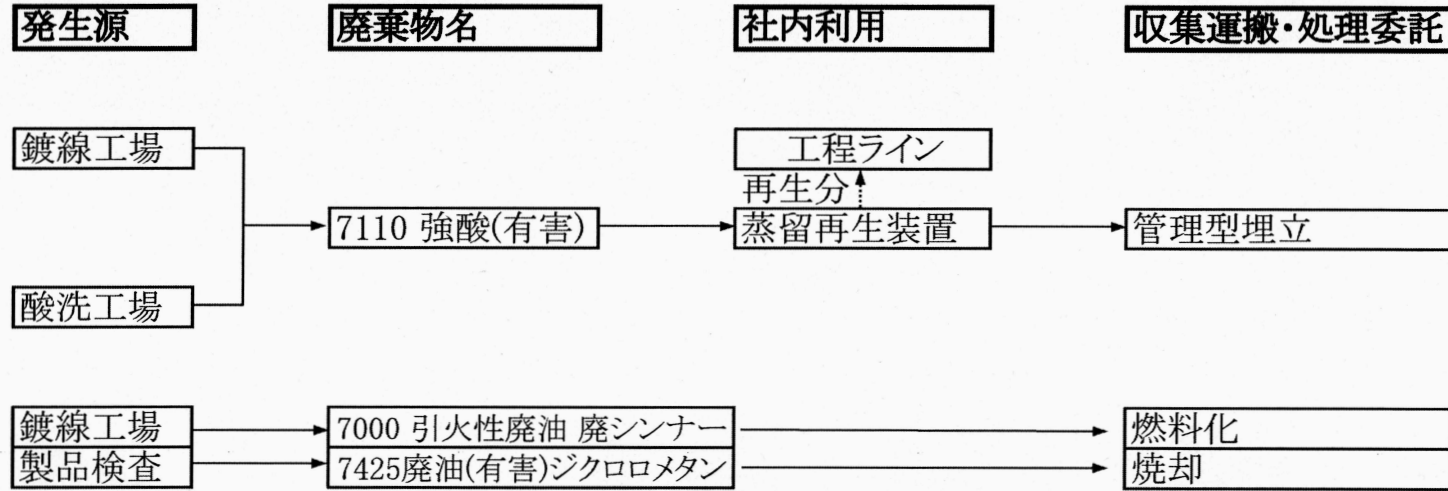 発生源 廃棄物名 社内利用 収集運搬・処理委託
鍍線工場 工程ライン
再生分
7110 強酸(有害) 蒸留再生装置 管理型埋立
酸洗工場
鍍線工場 7000 引火性廃油 廃シンナー 燃料化
製品検査 7425廃油(有害)ジクロロメタン 焼却